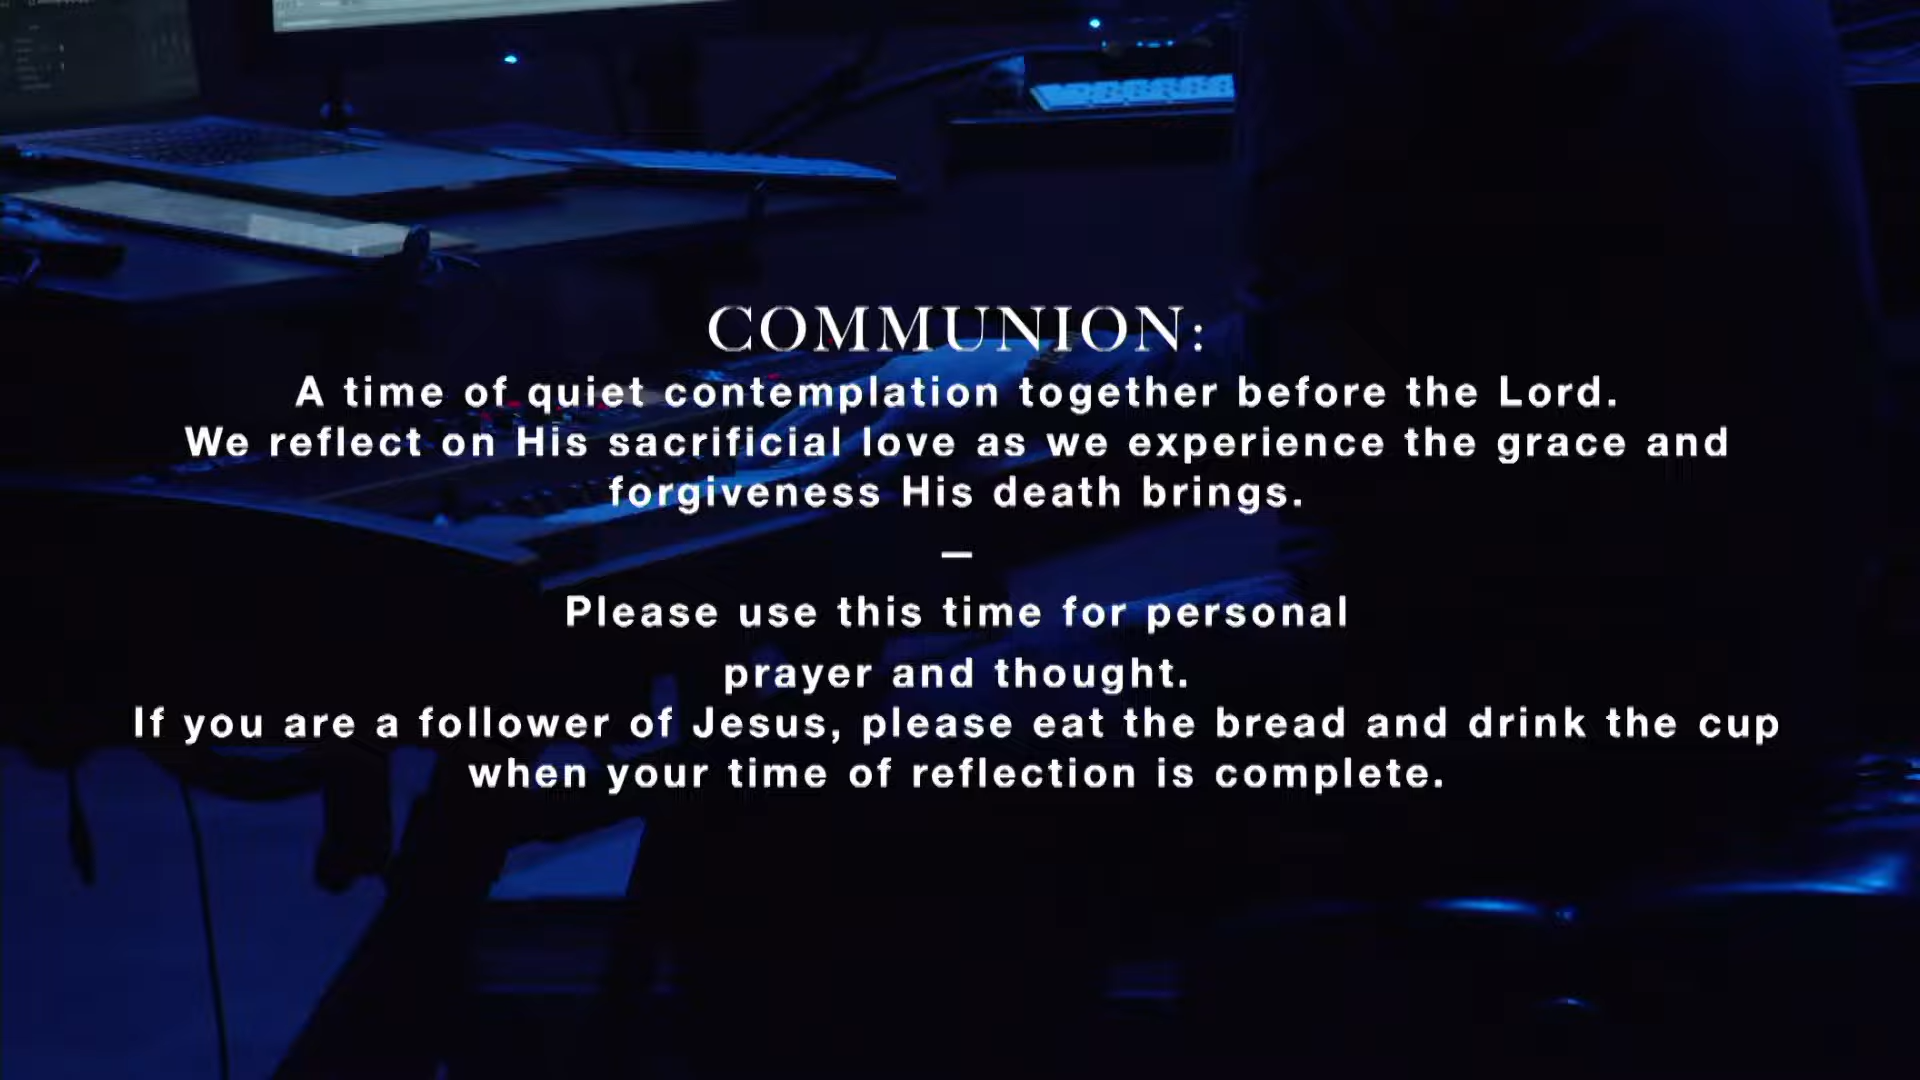 COMMUNION:
A time of quiet contemplation together before the Lord.
We reflect on His sacrificial love as we experience the grace and
forgiveness His death brings.
–
Please use this time for personal
prayer and thought.
If you are a follower of Jesus, please eat the bread and drink the cup
when your time of reflection is complete.